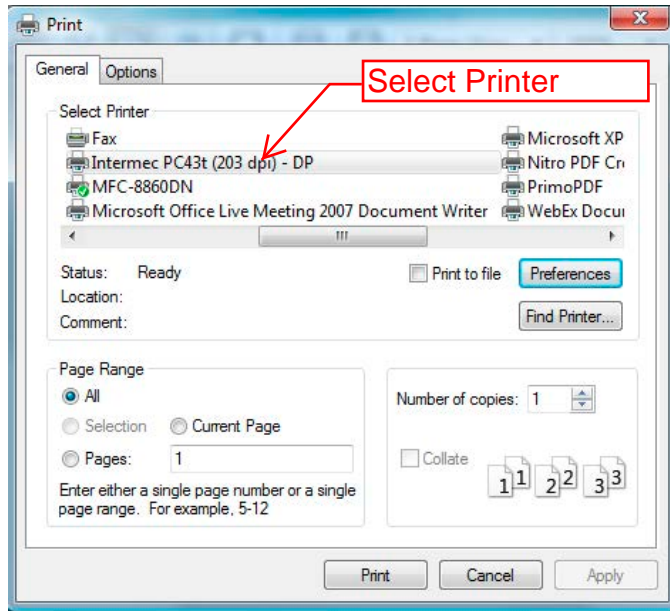 Print
General Options
Select Printer
Select Printer
Fax Microsoft XP
Intermec PC43t (203 dpi) - DP Nitro PDF Cr
MFC-8860DN PrimoPDF
Microsoft Office Live Meeting 2007 Document Writer WebEx Docu
Status: Ready Print to file Preferences
Location:
Comment: Find Printer...
Page Range
All Number of copies: 1
Selection Current Page
Pages: 1 Collate
1 1 2 2 3 3
Enter either a single page number or a single
page range. For example, 5-12
Print Cancel Apply